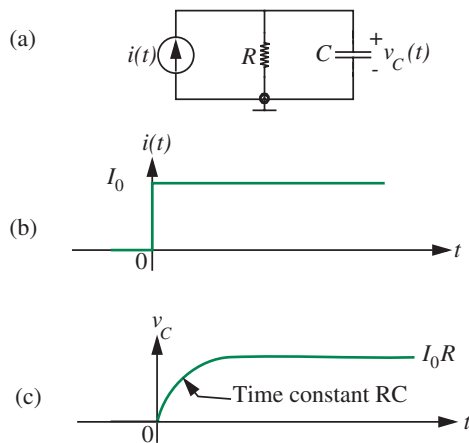 (a)
i(t)
R
C
+
v_C(t)
-
(b)
i(t)
I_0
0
t
(c)
v_C
I_0R
Time constant RC
0
t